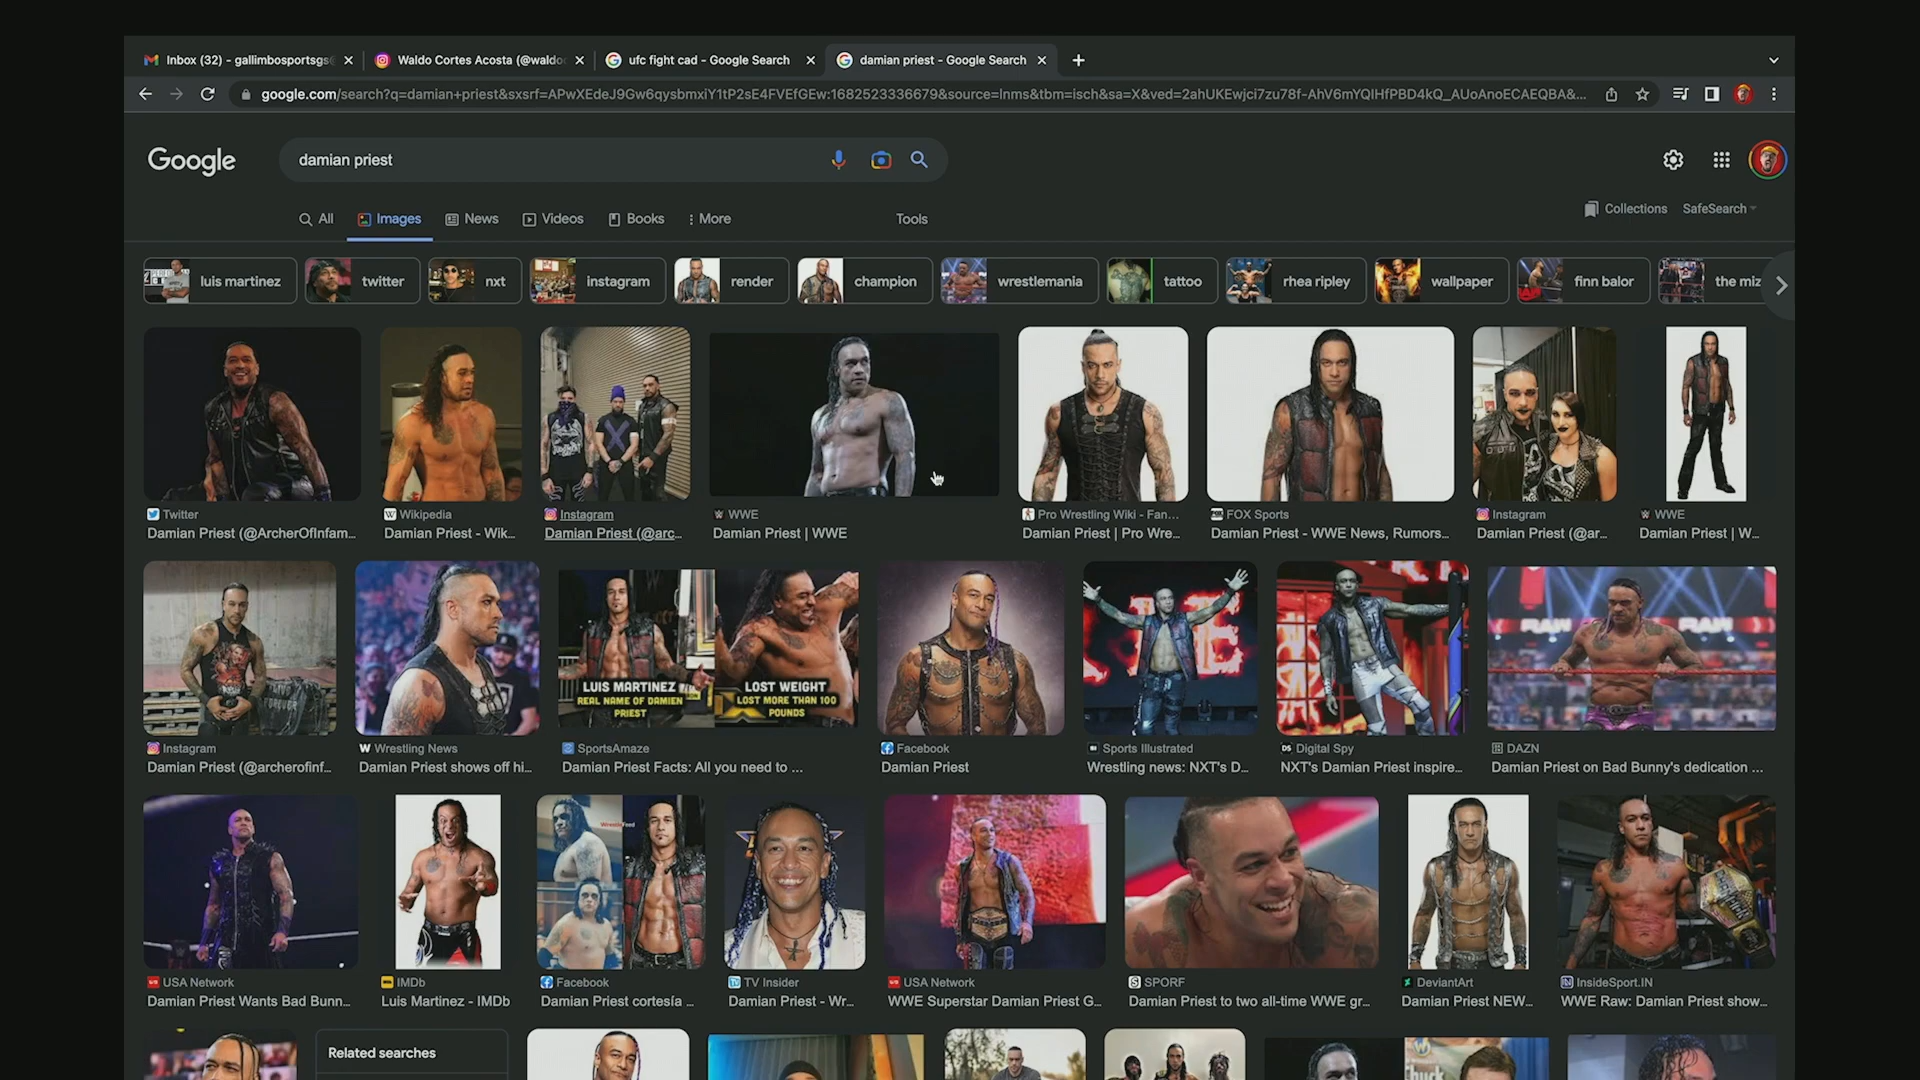 Inbox (32) - gallimbosportsgs
Waldo Cortes Acosta (@waldo
ufc fight cad - Google Search
damian priest - Google Search
google.com/search?q=damian+priest&sxsrf=APwXEdeJ9Gw6qysbmxiY1tP2sE4FVEfGEw:1682523336679&source=lnms&tbm=isch&sa=X&ved=2ahUKEwjci7zu78f-AhV6mYQIHfPBD4kQ_AUoAnoECAEQBA&...
Google
damian priest
All Images News Videos Books More Tools
Collections SafeSearch
luis martinez twitter nxt instagram render champion wrestlemania tattoo rhea ripley wallpaper finn balor the miz
Twitter Wikipedia Instagram WWE Pro Wrestling Wiki - Fan... FOX Sports Instagram WWE
Damian Priest (@ArcherOfInfam... Damian Priest - Wik... Damian Priest (@arc... Damian Priest | WWE Damian Priest | Pro Wre... Damian Priest - WWE News, Rumors... Damian Priest (@ar... Damian Priest | W...
LUIS MARTINEZ
REAL NAME OF DAMIEN
PRIEST
LOST WEIGHT
LOST MORE THAN 100
POUNDS
RAW
RAW
Instagram Wrestling News SportsAmaze Facebook Sports Illustrated Digital Spy DAZN
Damian Priest (@archerofinf... Damian Priest shows off hi... Damian Priest Facts: All you need to ... Damian Priest Wrestling news: NXT's D... NXT's Damian Priest inspire... Damian Priest on Bad Bunny's dedication ...
USA Network IMDb Facebook TV Insider USA Network SPORF DeviantArt InsideSport.IN
Damian Priest Wants Bad Bunn... Luis Martinez - IMDb Damian Priest cortesía ... Damian Priest - Wr... WWE Superstar Damian Priest G... Damian Priest to two all-time WWE gr... Damian Priest NEW... WWE Raw: Damian Priest show...
Related searches